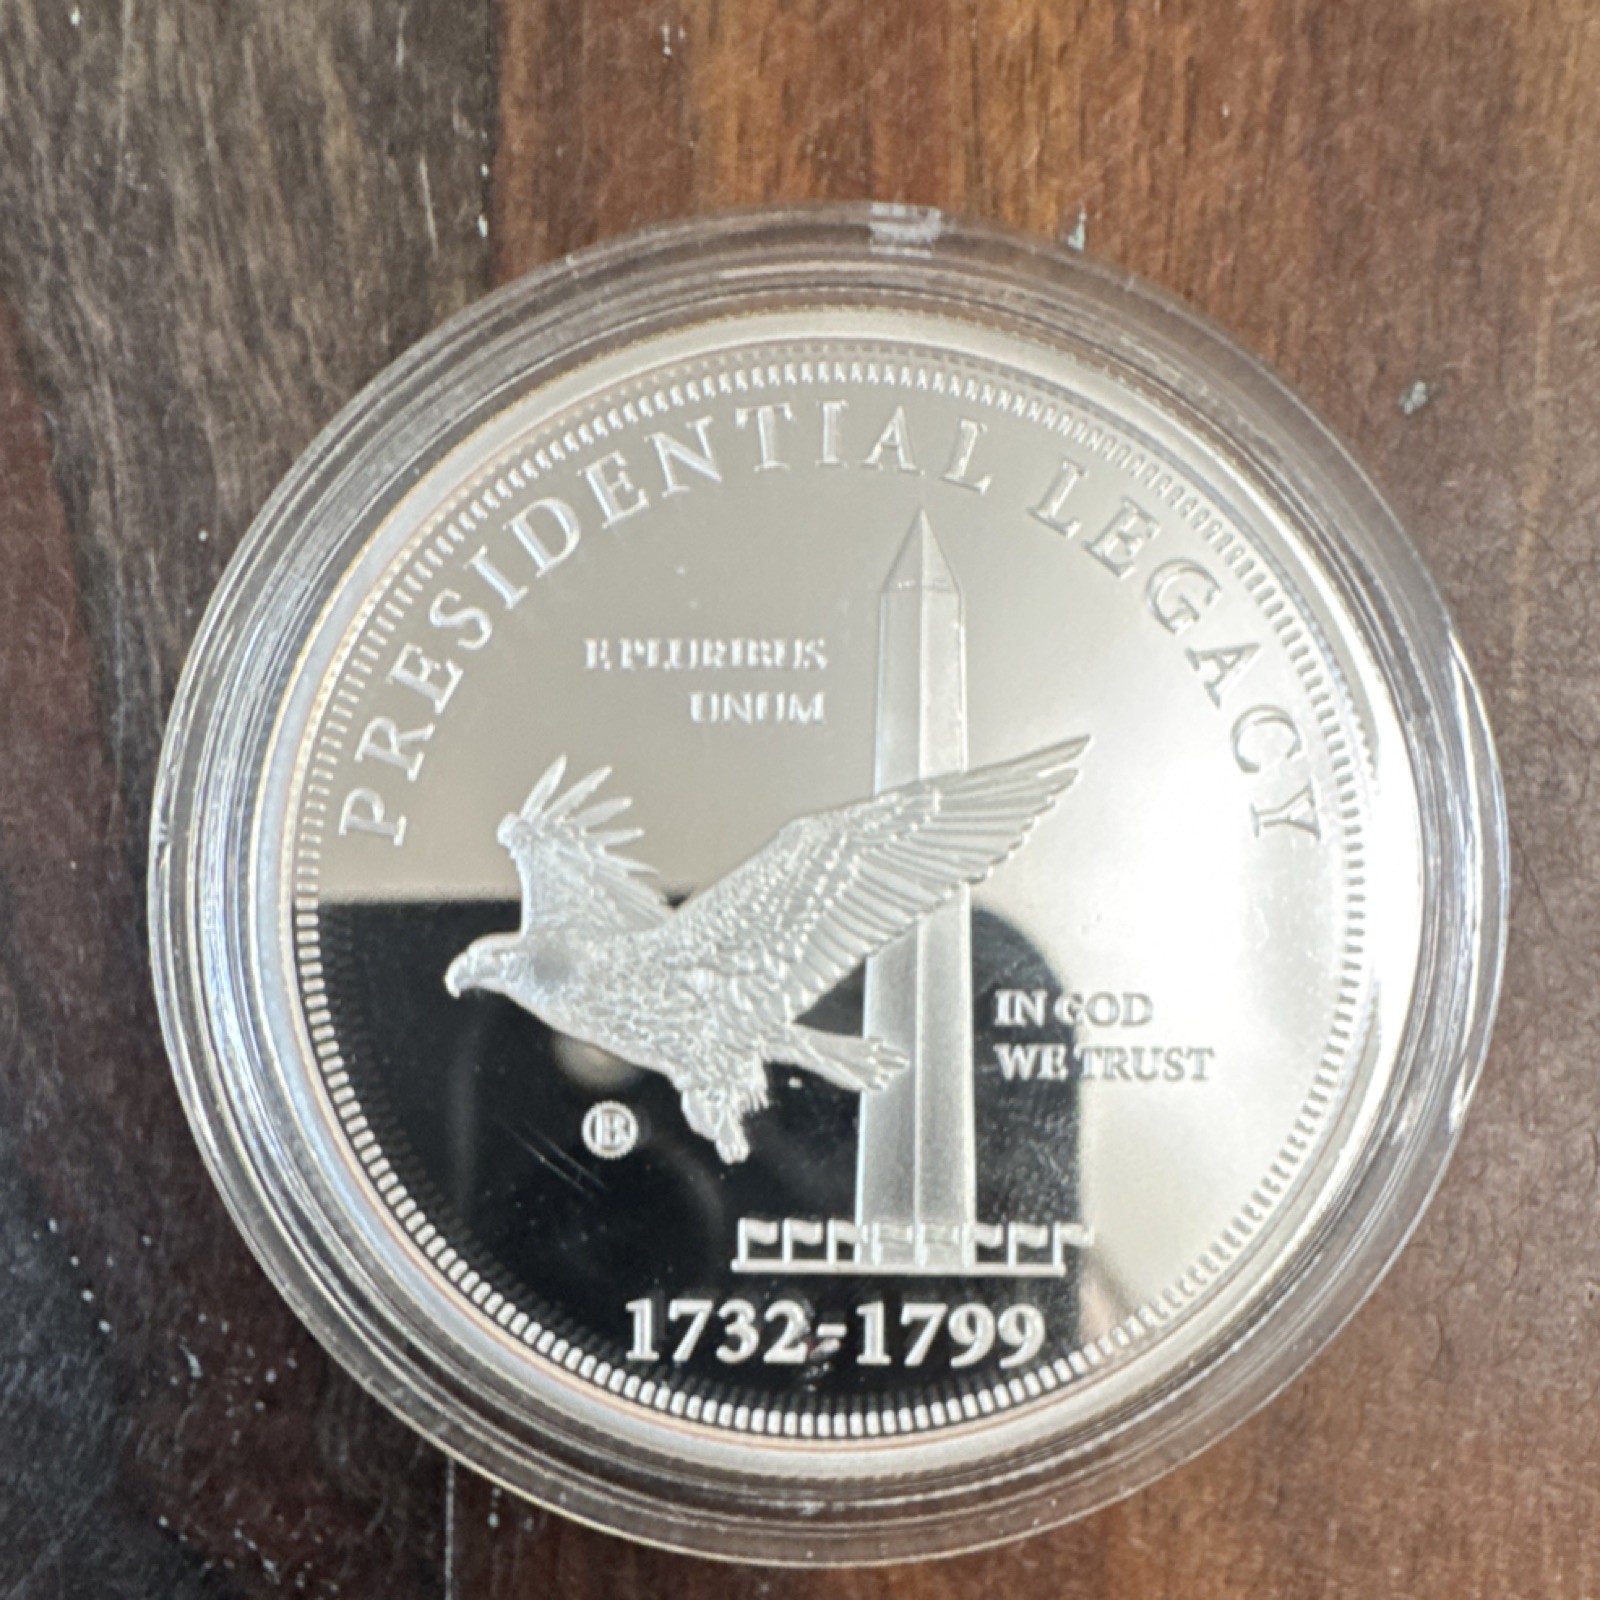 PRESIDENTIAL LEGACY
E PLURIBUS
UNUM
IN GOD
WE TRUST
B
1732-1799